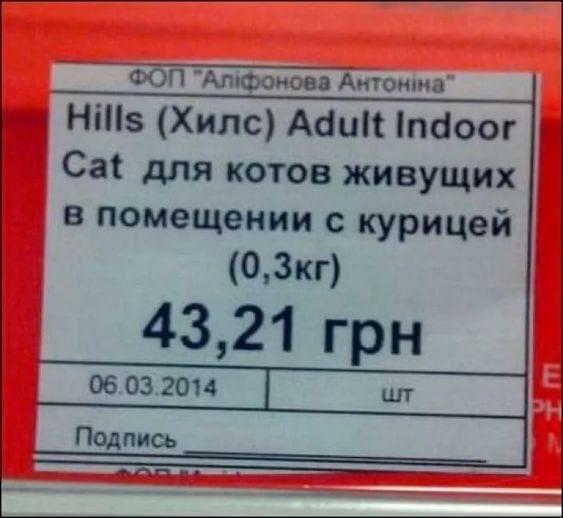 ФОП "Аліфонова Антоніна"
Hills (Хилс) Adult Indoor
Cat для котов живущих
в помещении с курицей
(0,3кг)
43,21 грн
06.03.2014 шт
Подпись